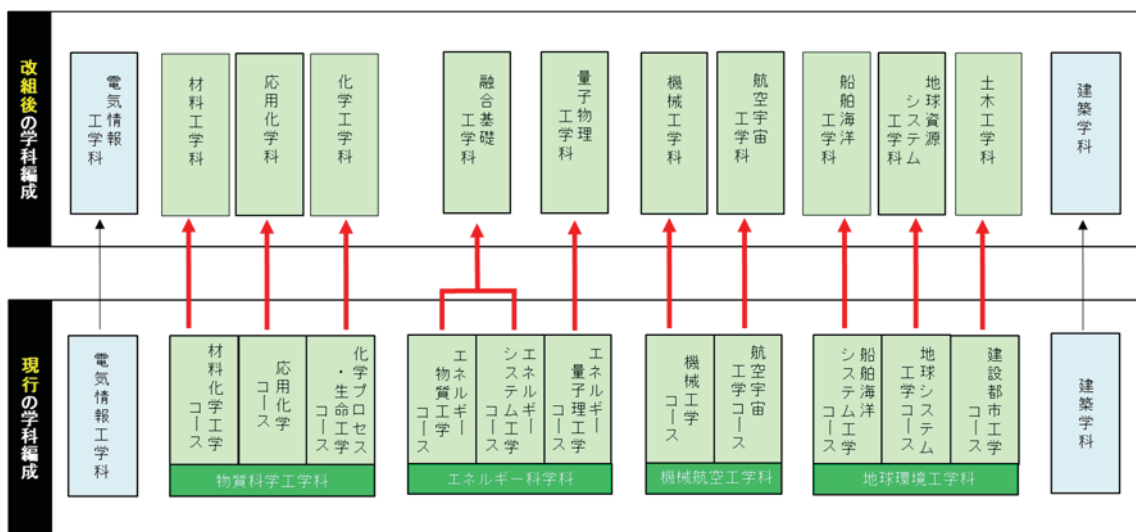 改組後の学科編成
電気情報
工学科
材料工学科
応用化学科
化学工学科
融合基礎
工学科
量子物理
工学科
機械工学科
航空宇宙
工学科
船舶海洋
工学科
地球資源
システム
工学科
土木工学科
建築学科
現行の学科編成
電気情報工学科
材料化学工学
コース
応用化学
コース
化学プロセス
・生命工学
コース
物質科学工学科
エネルギー
物質工学
コース
エネルギー
システム工学
コース
エネルギー
量子理工学
コース
エネルギー科学科
機械工学
コース
航空宇宙
工学コース
機械航空工学科
船舶海洋
システム工学
コース
地球システム
工学コース
建設都市工学
コース
地球環境工学科
建築学科